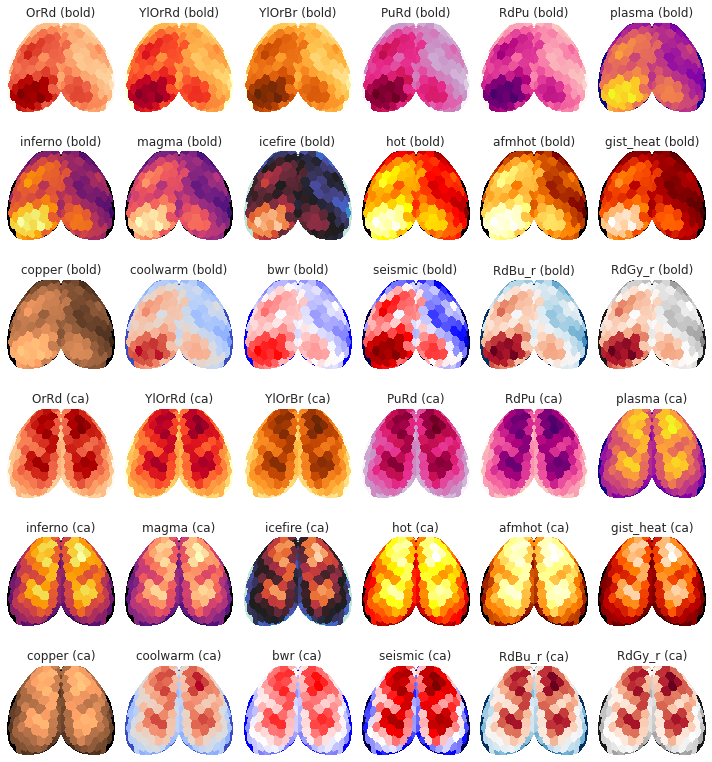 OrRd (bold) YlOrRd (bold) YlOrBr (bold) PuRd (bold) RdPu (bold) plasma (bold)
inferno (bold) magma (bold) icefire (bold) hot (bold) afmhot (bold) gist_heat (bold)
copper (bold) coolwarm (bold) bwr (bold) seismic (bold) RdBu_r (bold) RdGy_r (bold)
OrRd (ca) YlOrRd (ca) YlOrBr (ca) PuRd (ca) RdPu (ca) plasma (ca)
inferno (ca) magma (ca) icefire (ca) hot (ca) afmhot (ca) gist_heat (ca)
copper (ca) coolwarm (ca) bwr (ca) seismic (ca) RdBu_r (ca) RdGy_r (ca)